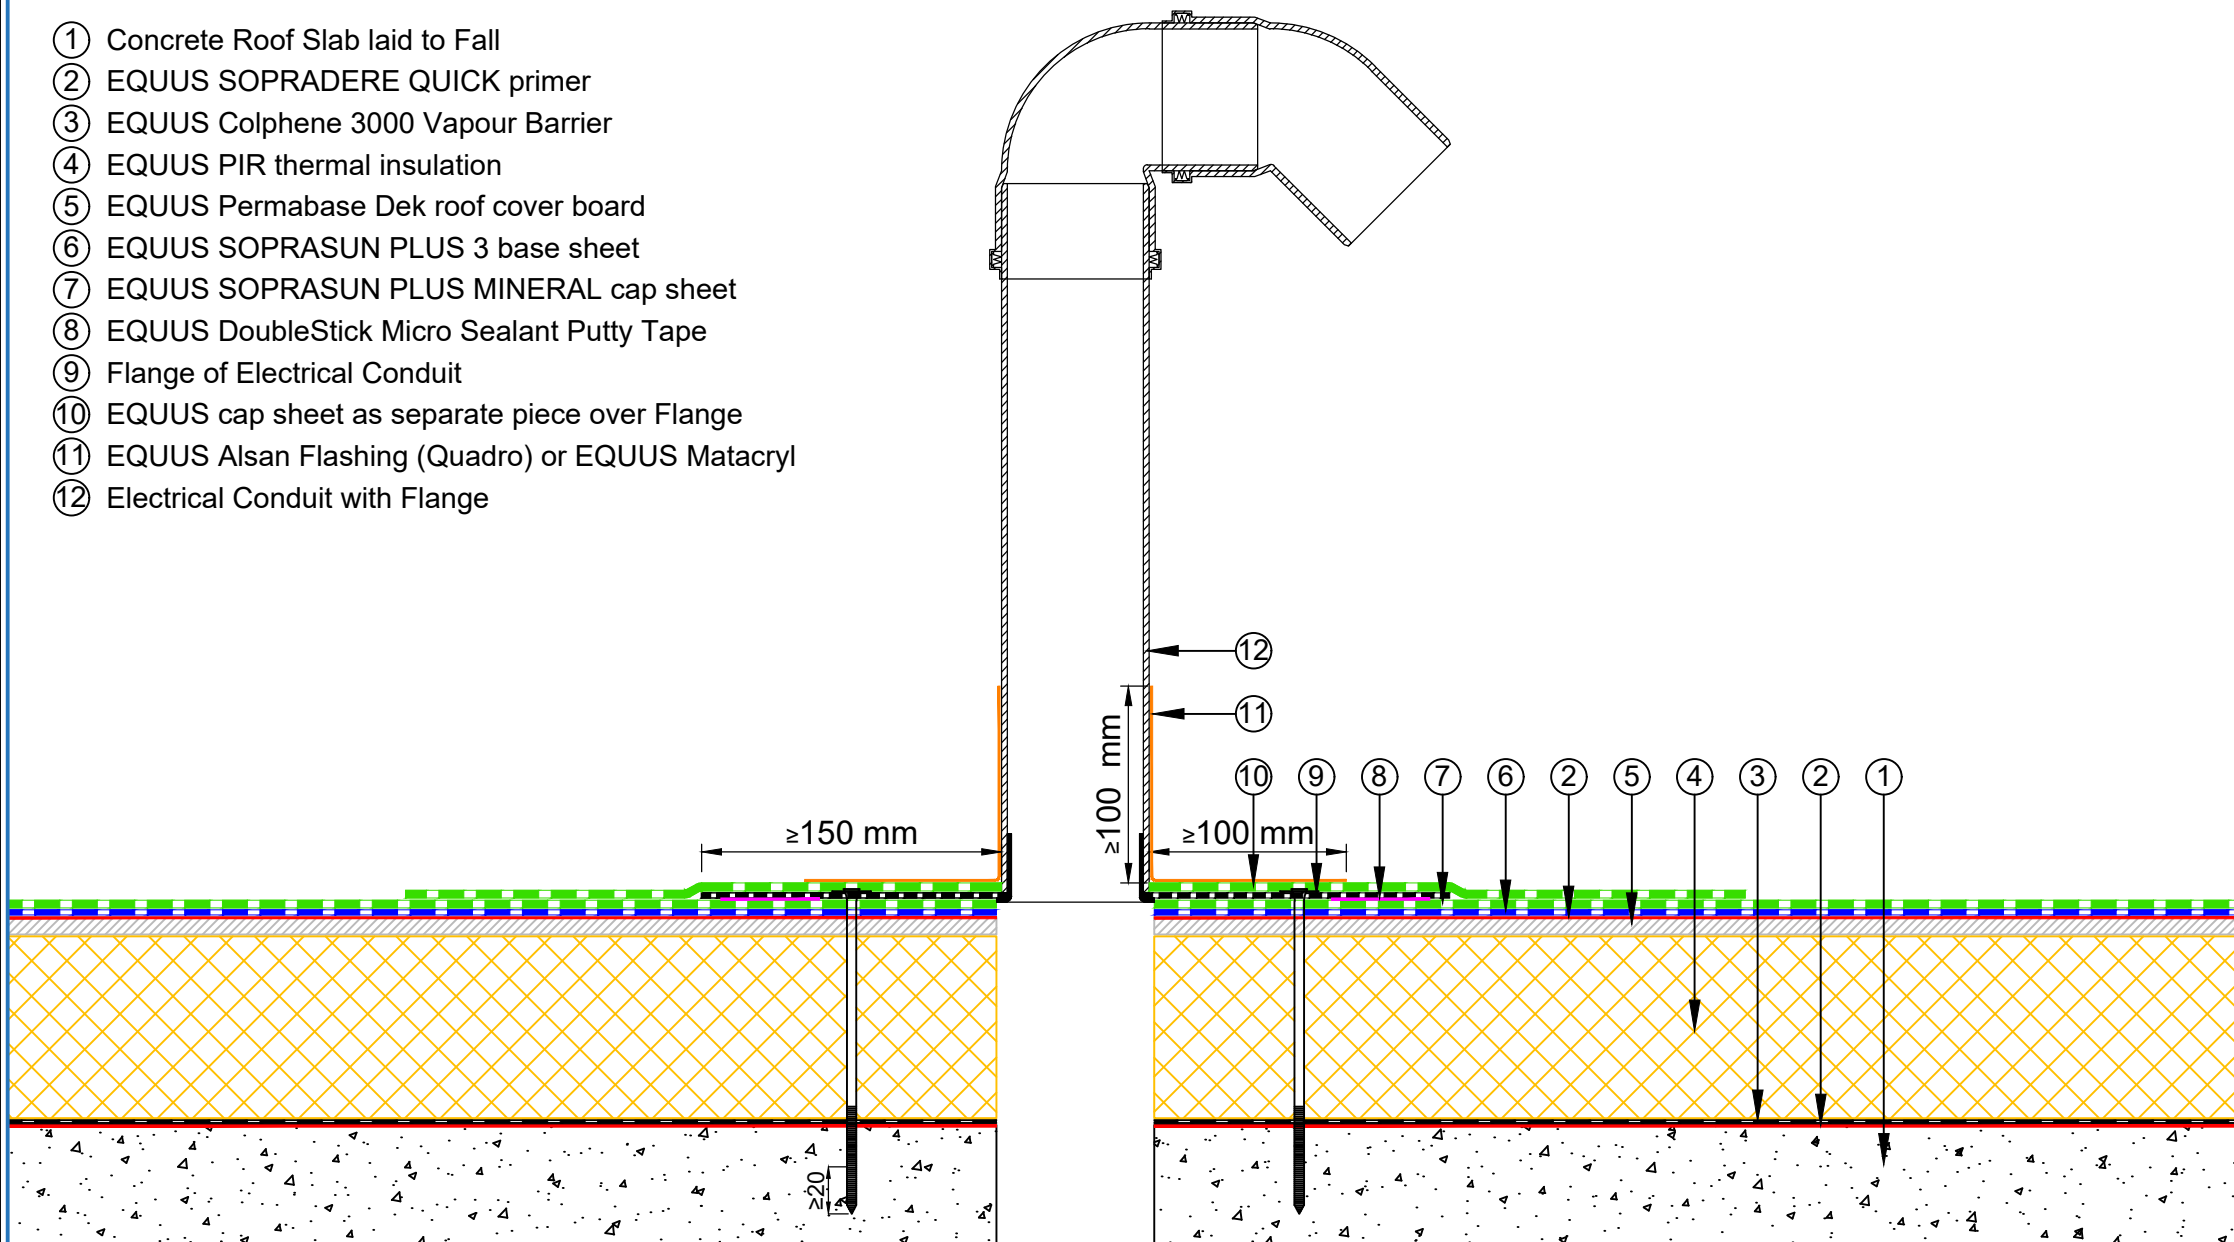 1 Concrete Roof Slab laid to Fall
2 EQUUS SOPRADERE QUICK primer
3 EQUUS Colphene 3000 Vapour Barrier
4 EQUUS PIR thermal insulation
5 EQUUS Permabase Dek roof cover board
6 EQUUS SOPRASUN PLUS 3 base sheet
7 EQUUS SOPRASUN PLUS MINERAL cap sheet
8 EQUUS DoubleStick Micro Sealant Putty Tape
9 Flange of Electrical Conduit
10 EQUUS cap sheet as separate piece over Flange
11 EQUUS Alsan Flashing (Quadro) or EQUUS Matacryl
12 Electrical Conduit with Flange
12
11
10 9 8 7 6 2 5 4 3 2 1
≥150 mm
≥100 mm
≥100 mm
≥20